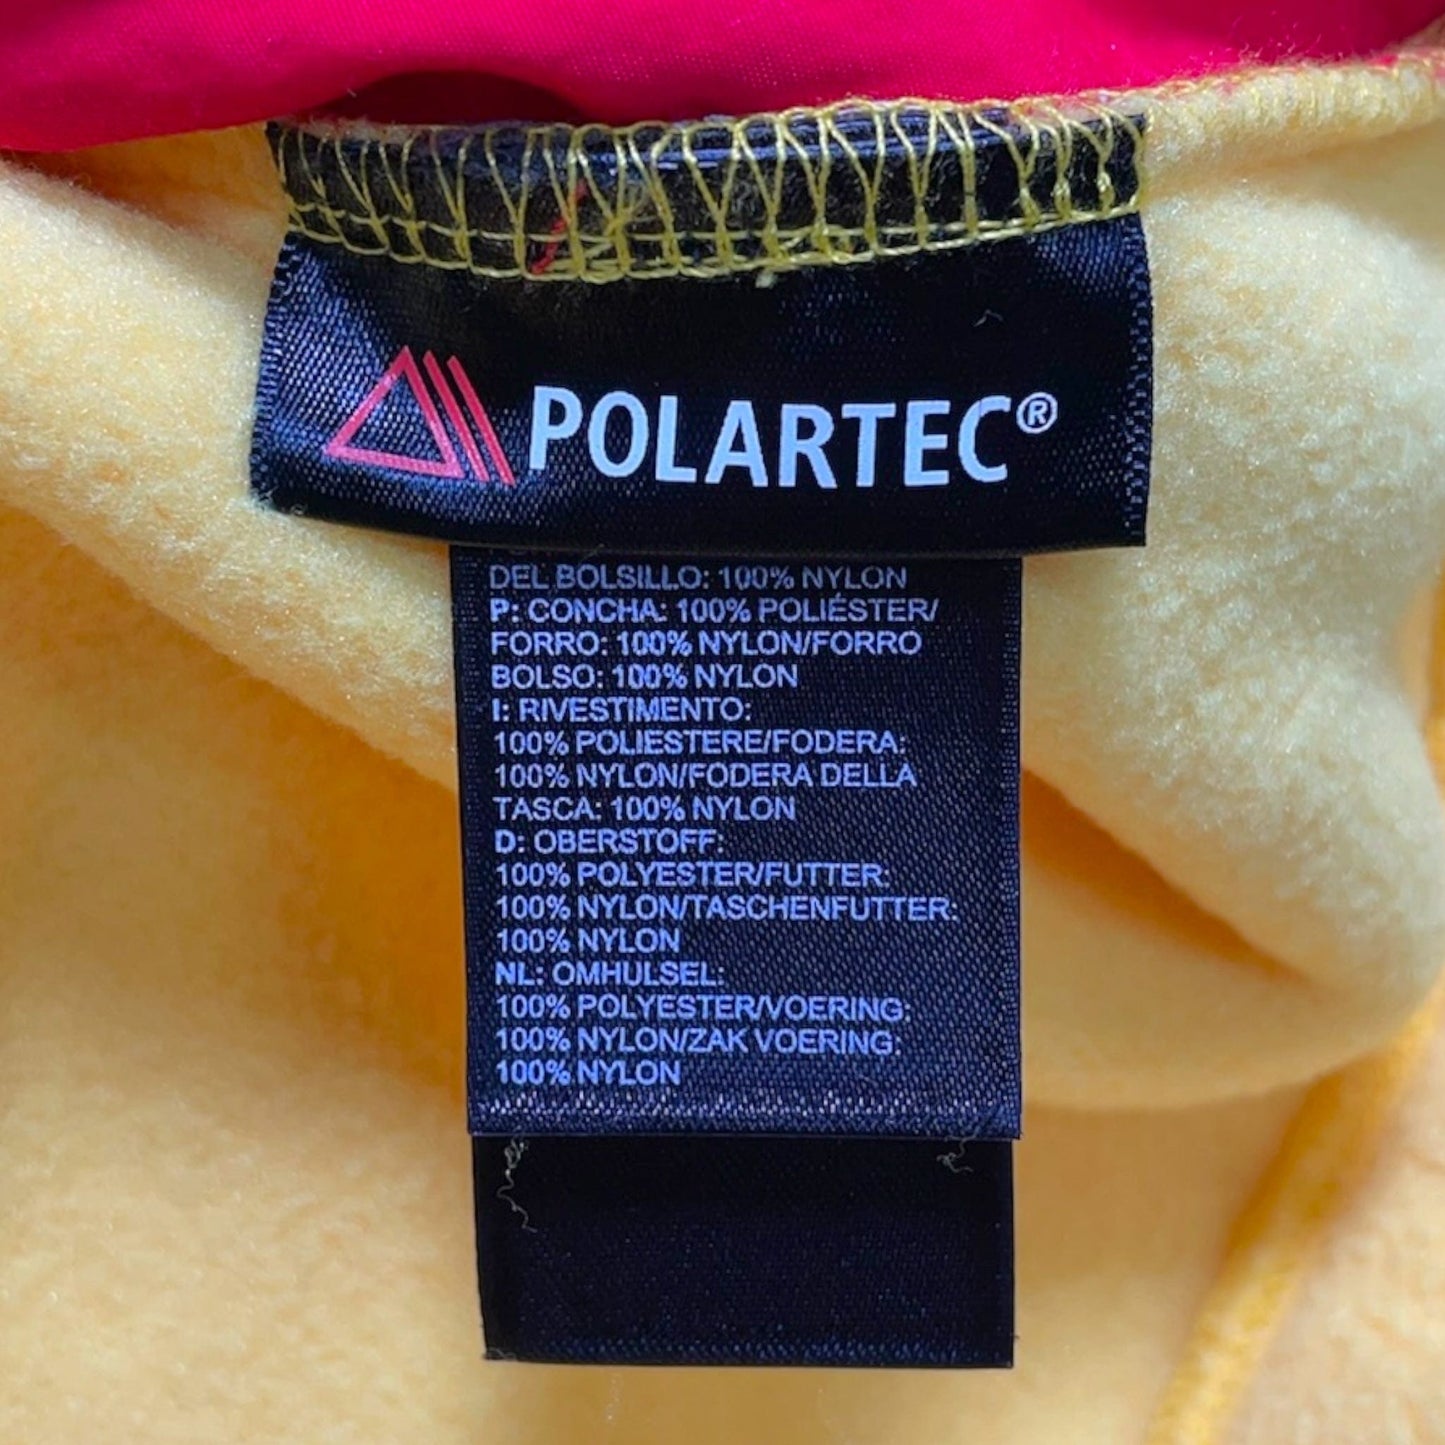 POLARTEC®
DEL BOLSILLO: 100% NYLON
P: CONCHA: 100% POLIÉSTER/
FORRO: 100% NYLON/FORRO
BOLSO: 100% NYLON
I: RIVESTIMENTO:
100% POLIESTERE/FODERA:
100% NYLON/FODERA DELLA
TASCA: 100% NYLON
D: OBERSTOFF:
100% POLYESTER/FUTTER:
100% NYLON/TASCHENFUTTER:
100% NYLON
NL: OMHULSEL:
100% POLYESTER/VOERING:
100% NYLON/ZAK VOERING:
100% NYLON